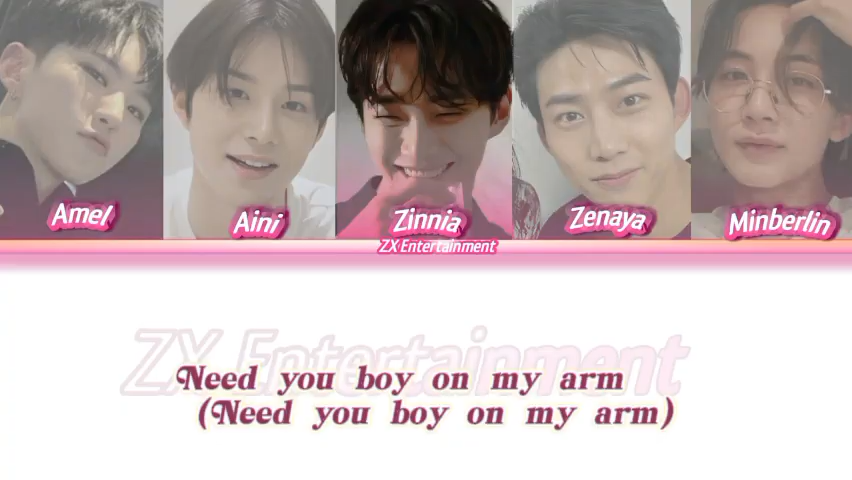 Amel
Aini
Zinnia
Zenaya
Minberlin
ZX Entertainment
ZX Entertainment
Need you boy on my arm
(Need you boy on my arm)